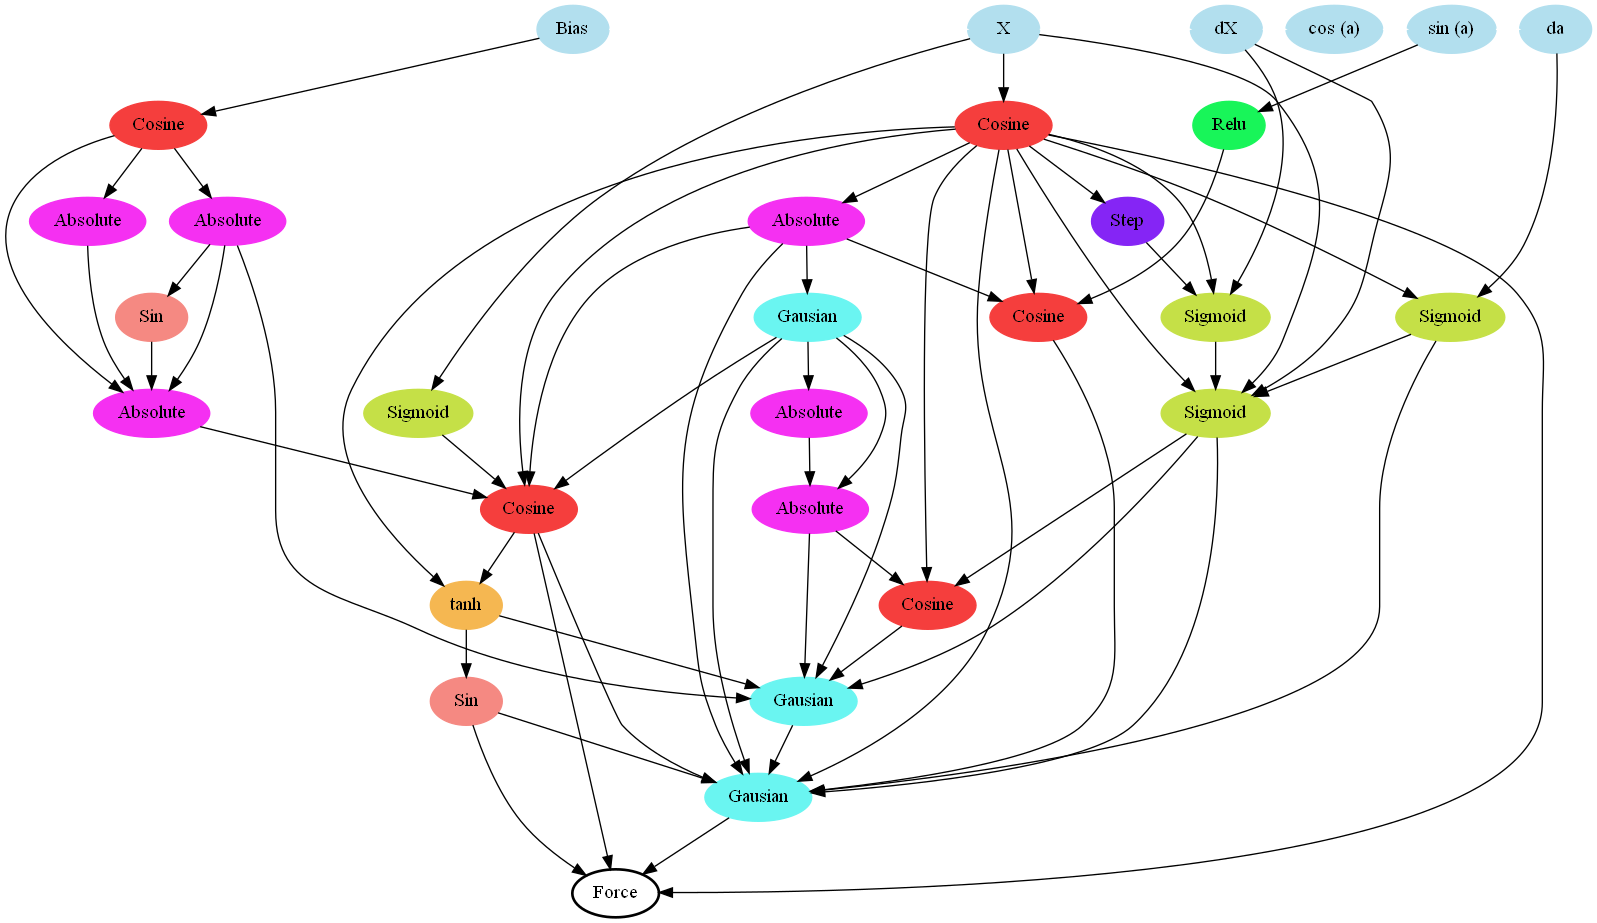 Bias
X
dX
cos (a)
sin (a)
da
Cosine
Cosine
Relu
Absolute
Absolute
Absolute
Step
Sin
Gausian
Cosine
Sigmoid
Sigmoid
Absolute
Sigmoid
Absolute
Sigmoid
Cosine
Absolute
tanh
Cosine
Sin
Gausian
Gausian
Force